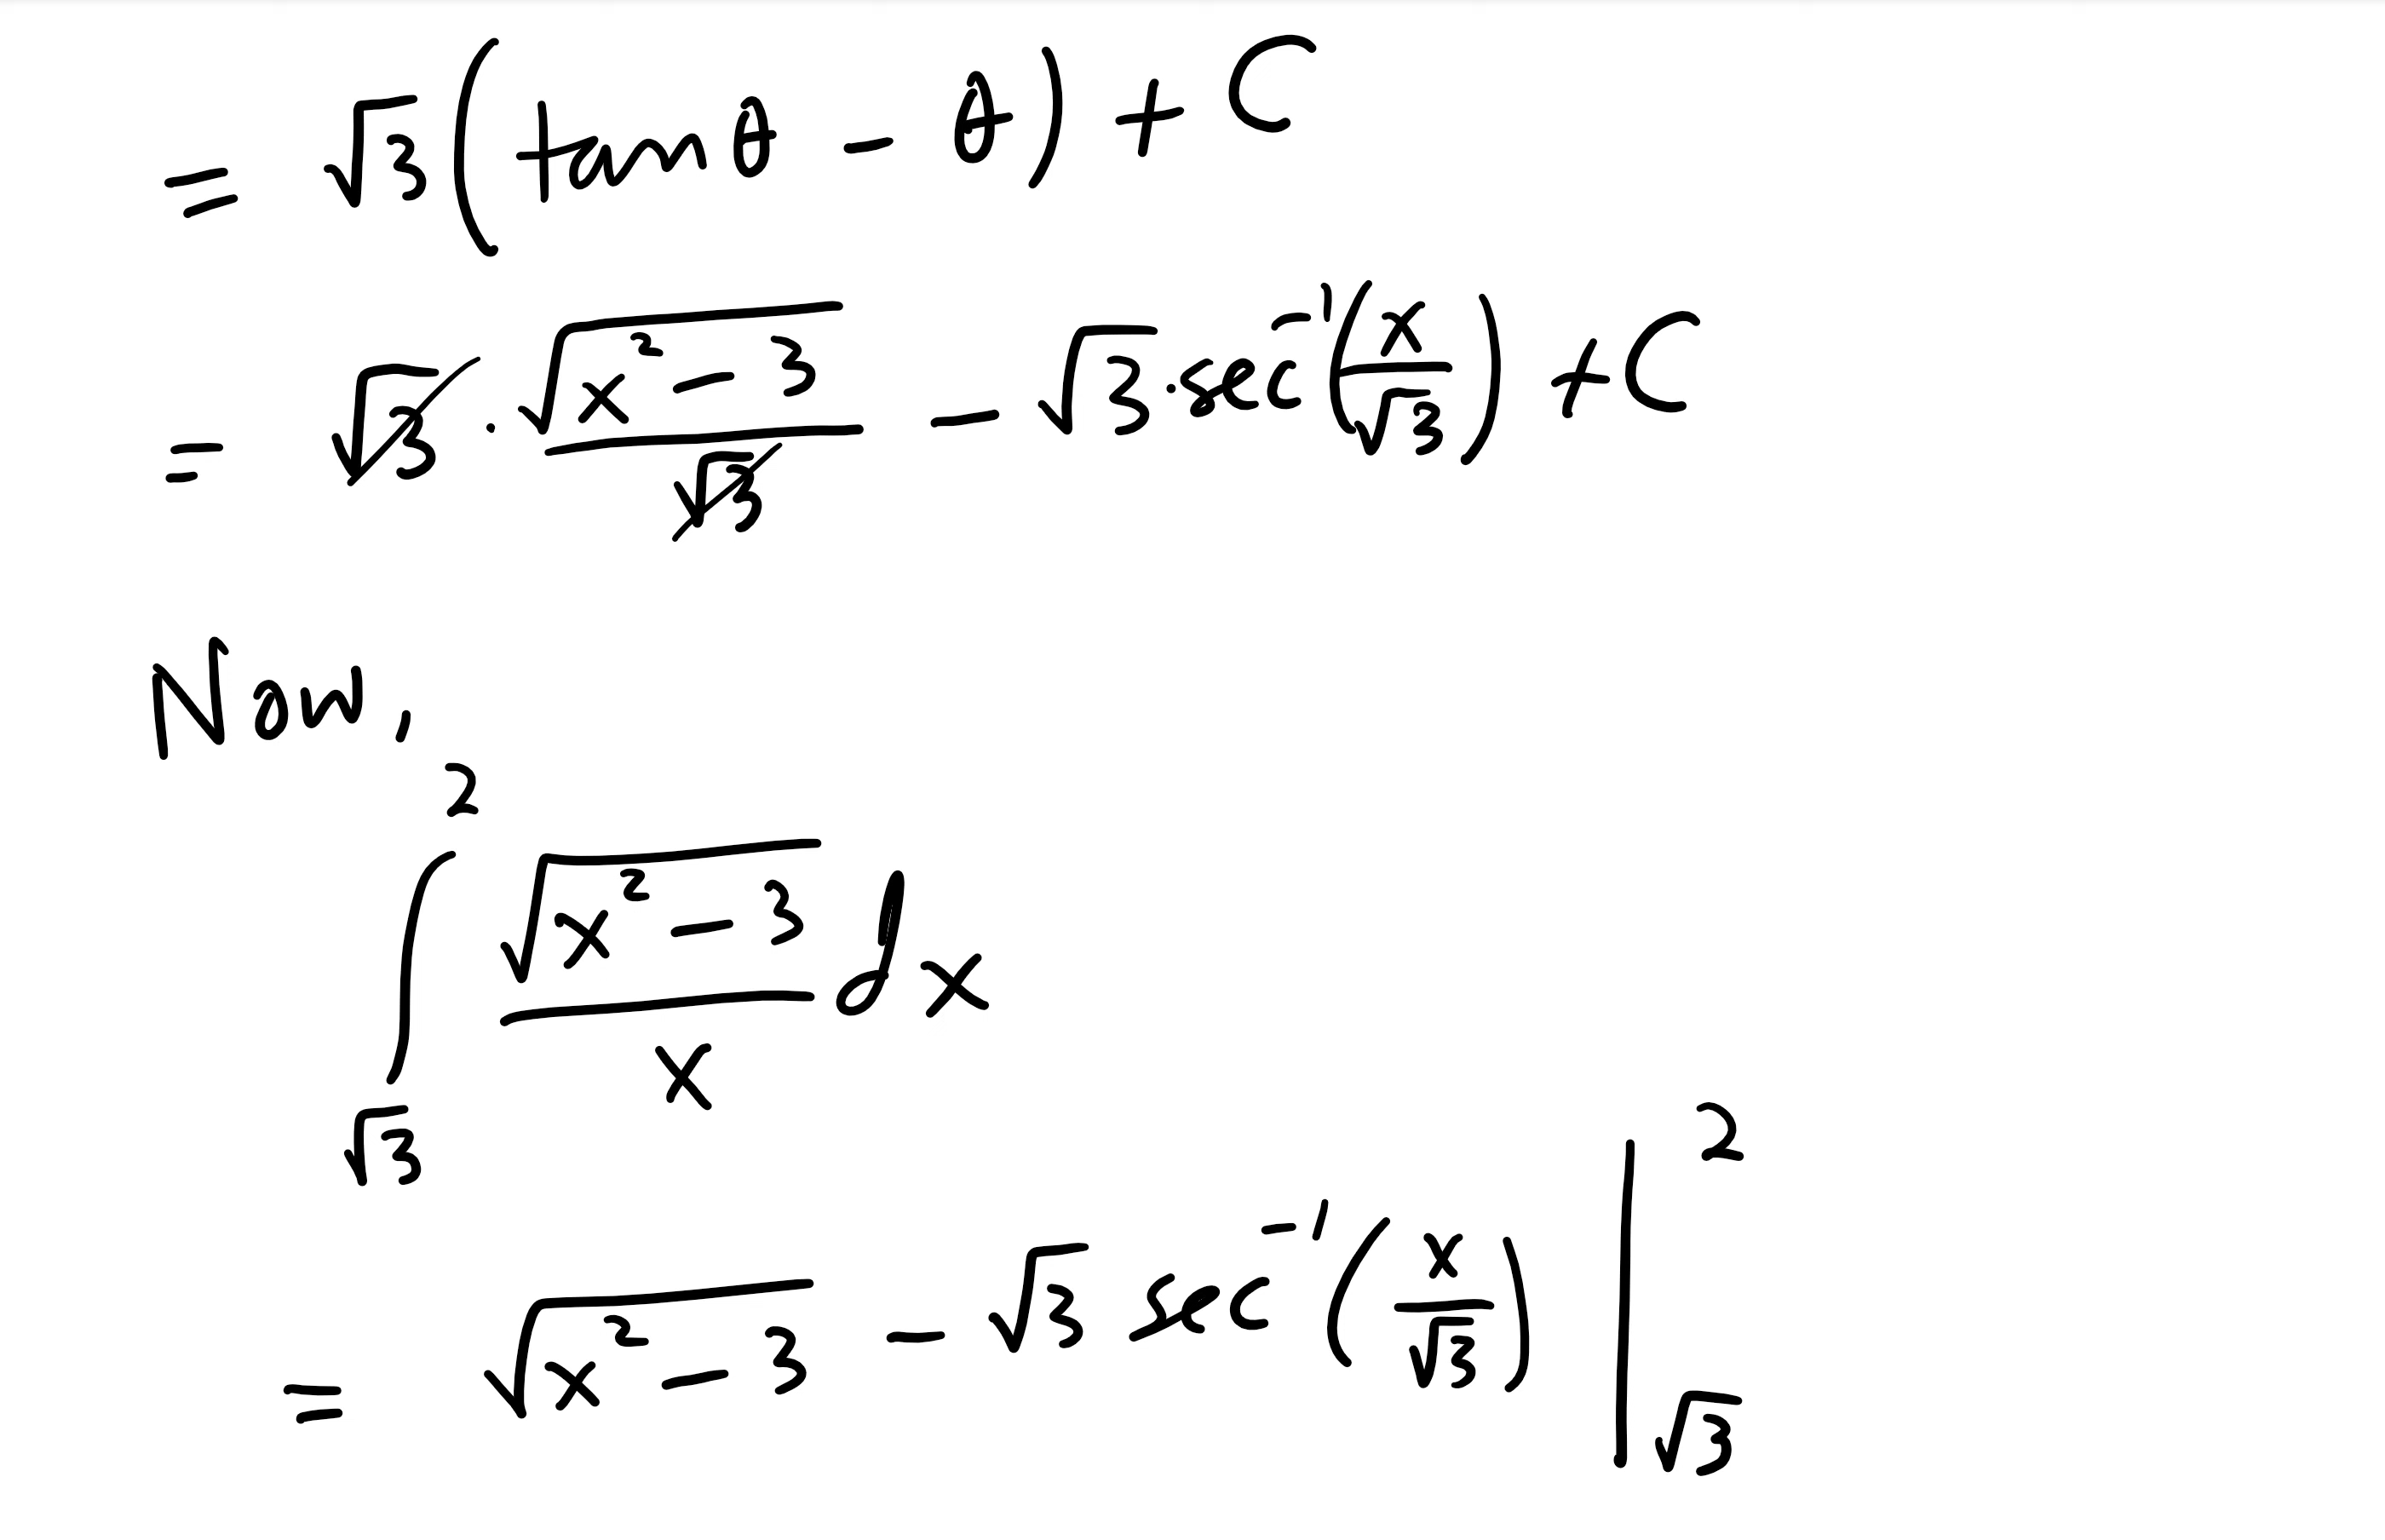 = √3 ( tan θ - θ ) + C
= √3 · √(x² - 3) / √3 - √3 · sec⁻¹ ( x / √3 ) + C
Now,
∫_{√3}^{2} √(x² - 3) / x dx
= √(x² - 3) - √3 sec⁻¹ ( x / √3 ) |_{√3}^{2}